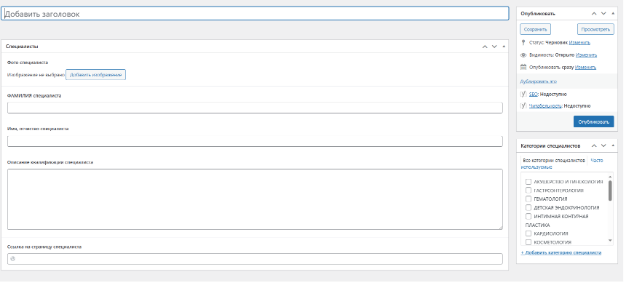 Добавить заголовок
Специалисты
Фото специалиста
Изображение не выбрано Добавить изображение
ФАМИЛИЯ специалиста
Имя, отчество специалиста
Описание квалификации специалиста
Ссылка на страницу специалиста
Опубликовать
Сохранить
Просмотреть
Статус: Черновик Изменить
Видимость: Открыто Изменить
Опубликовать сразу Изменить
Дублировать это
SEO: Недоступно
Читабельность: Недоступно
Опубликовать
Категории специалистов
Все категории специалистов Часто
используемые
АКУШЕРСТВО И ГИНЕКОЛОГИЯ
ГАСТРОЭНТЕРОЛОГИЯ
ГЕМАТОЛОГИЯ
ДЕТСКАЯ ЭНДОКРИНОЛОГИЯ
ИНТИМНАЯ КОНТУРНАЯ
ПЛАСТИКА
КАРДИОЛОГИЯ
КОСМЕТОЛОГИЯ
+ Добавить категорию специалиста